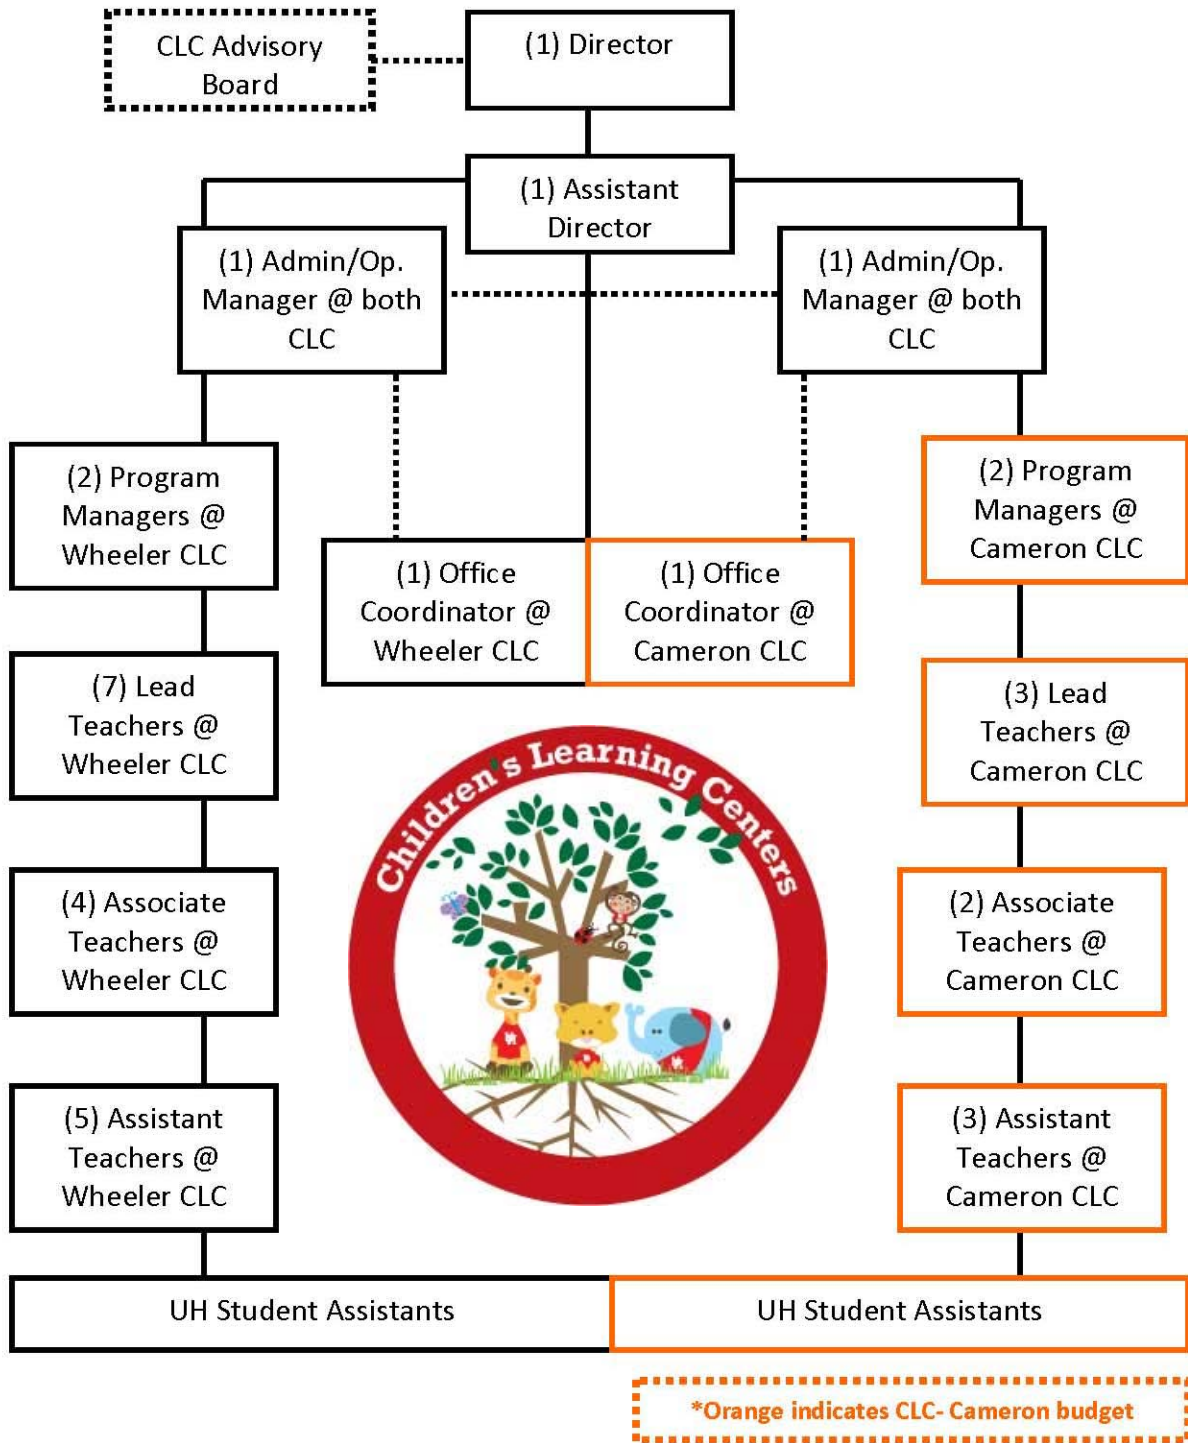 CLC Advisory
Board
(1) Director
(1) Assistant
Director
(1) Admin/Op.
Manager @ both
CLC
(1) Admin/Op.
Manager @ both
CLC
(2) Program
Managers @
Wheeler CLC
(2) Program
Managers @
Cameron CLC
(1) Office
Coordinator @
Wheeler CLC
(1) Office
Coordinator @
Cameron CLC
(7) Lead
Teachers @
Wheeler CLC
(3) Lead
Teachers @
Cameron CLC
Children's Learning Centers
(4) Associate
Teachers @
Wheeler CLC
(2) Associate
Teachers @
Cameron CLC
(5) Assistant
Teachers @
Wheeler CLC
(3) Assistant
Teachers @
Cameron CLC
UH Student Assistants
UH Student Assistants
*Orange indicates CLC- Cameron budget